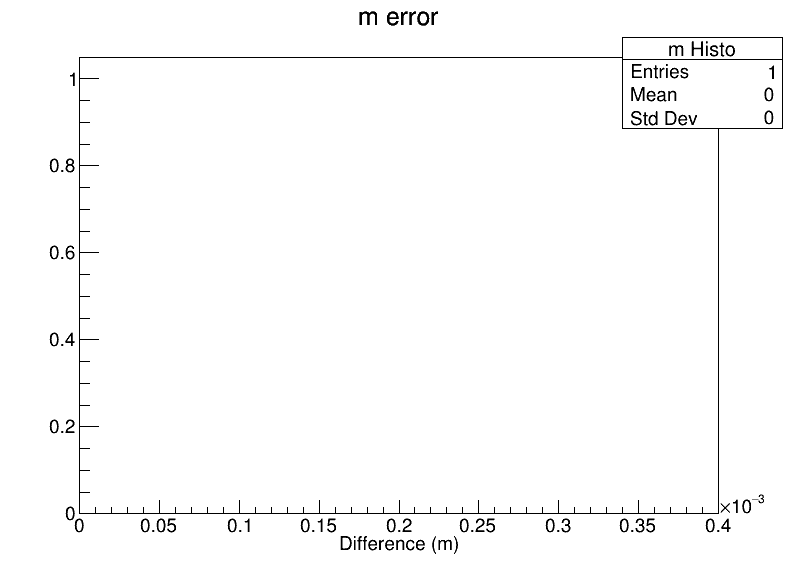 m error
m Histo
Entries 1
Mean 0
Std Dev 0
1
0.8
0.6
0.4
0.2
0
0 0.05 0.1 0.15 0.2 0.25 0.3 0.35 0.4
×10⁻³
Difference (m)